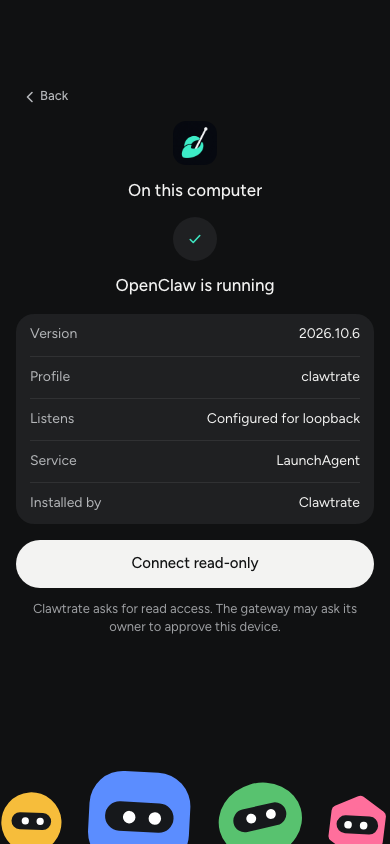 Back
On this computer
OpenClaw is running
Version 2026.10.6
Profile clawtrate
Listens Configured for loopback
Service LaunchAgent
Installed by Clawtrate
Connect read-only
Clawtrate asks for read access. The gateway may ask its
owner to approve this device.